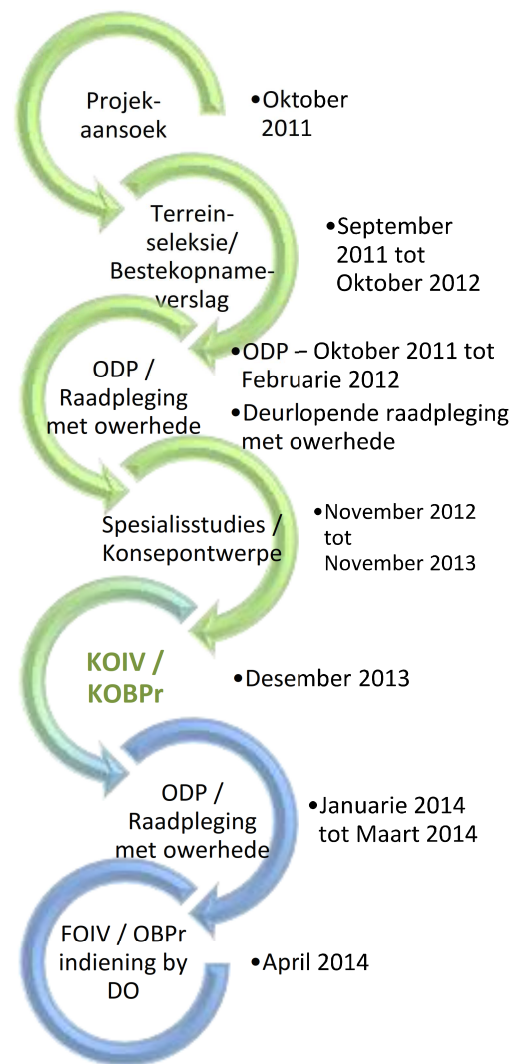 Projek-
aansoek
•Oktober
2011
Terrein-
seleksie/
Bestekopname-
verslag
•September
2011 tot
Oktober 2012
ODP /
Raadpleging
met owerhede
•ODP – Oktober 2011 tot
Februarie 2012
•Deurlopende raadpleging
met owerhede
Spesialisstudies /
Konsepontwerpe
•November 2012
tot
November 2013
KOIV /
KOBPr
•Desember 2013
ODP /
Raadpleging
met owerhede
•Januarie 2014
tot Maart 2014
FOIV / OBPr
indiening by
DO
•April 2014